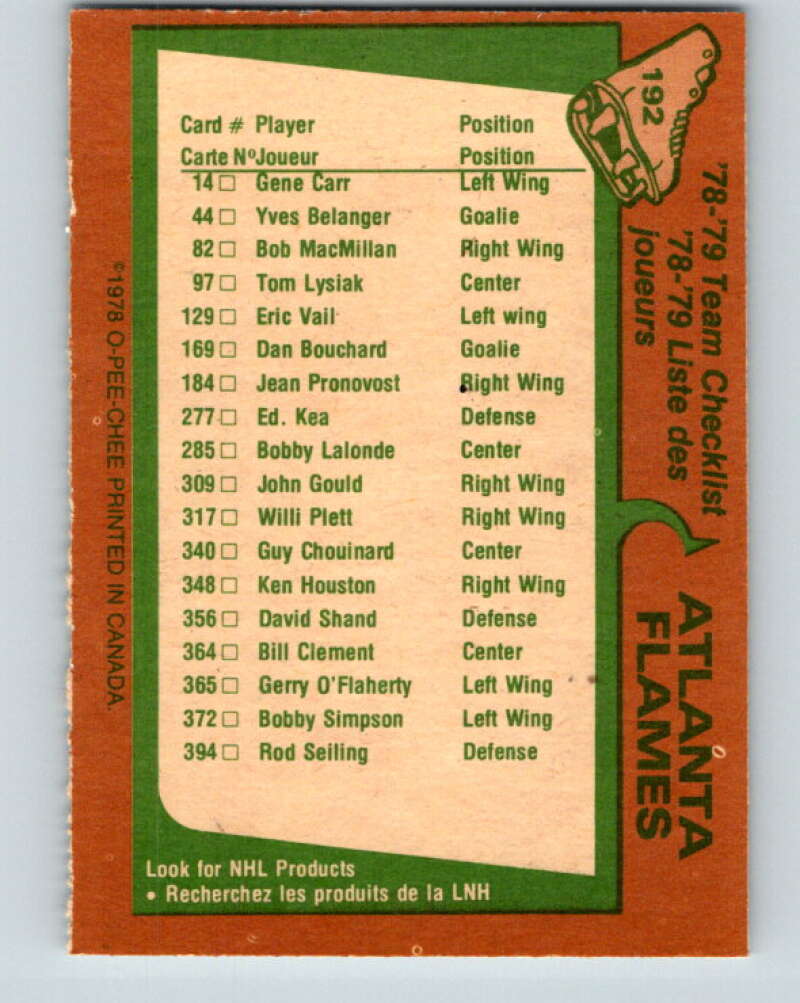 192
'78-'79 Team Checklist
'78-'79 Liste des
joueurs
ATLANTA
FLAMES
Card # Player Position
Carte Nº Joueur Position
14 □ Gene Carr Left Wing
44 □ Yves Belanger Goalie
82 □ Bob MacMillan Right Wing
97 □ Tom Lysiak Center
129 □ Eric Vail Left wing
169 □ Dan Bouchard Goalie
184 □ Jean Pronovost Right Wing
277 □ Ed. Kea Defense
285 □ Bobby Lalonde Center
309 □ John Gould Right Wing
317 □ Willi Plett Right Wing
340 □ Guy Chouinard Center
348 □ Ken Houston Right Wing
356 □ David Shand Defense
364 □ Bill Clement Center
365 □ Gerry O'Flaherty Left Wing
372 □ Bobby Simpson Left Wing
394 □ Rod Seiling Defense
Look for NHL Products
• Recherchez les produits de la LNH
©1978 O-PEE-CHEE PRINTED IN CANADA.